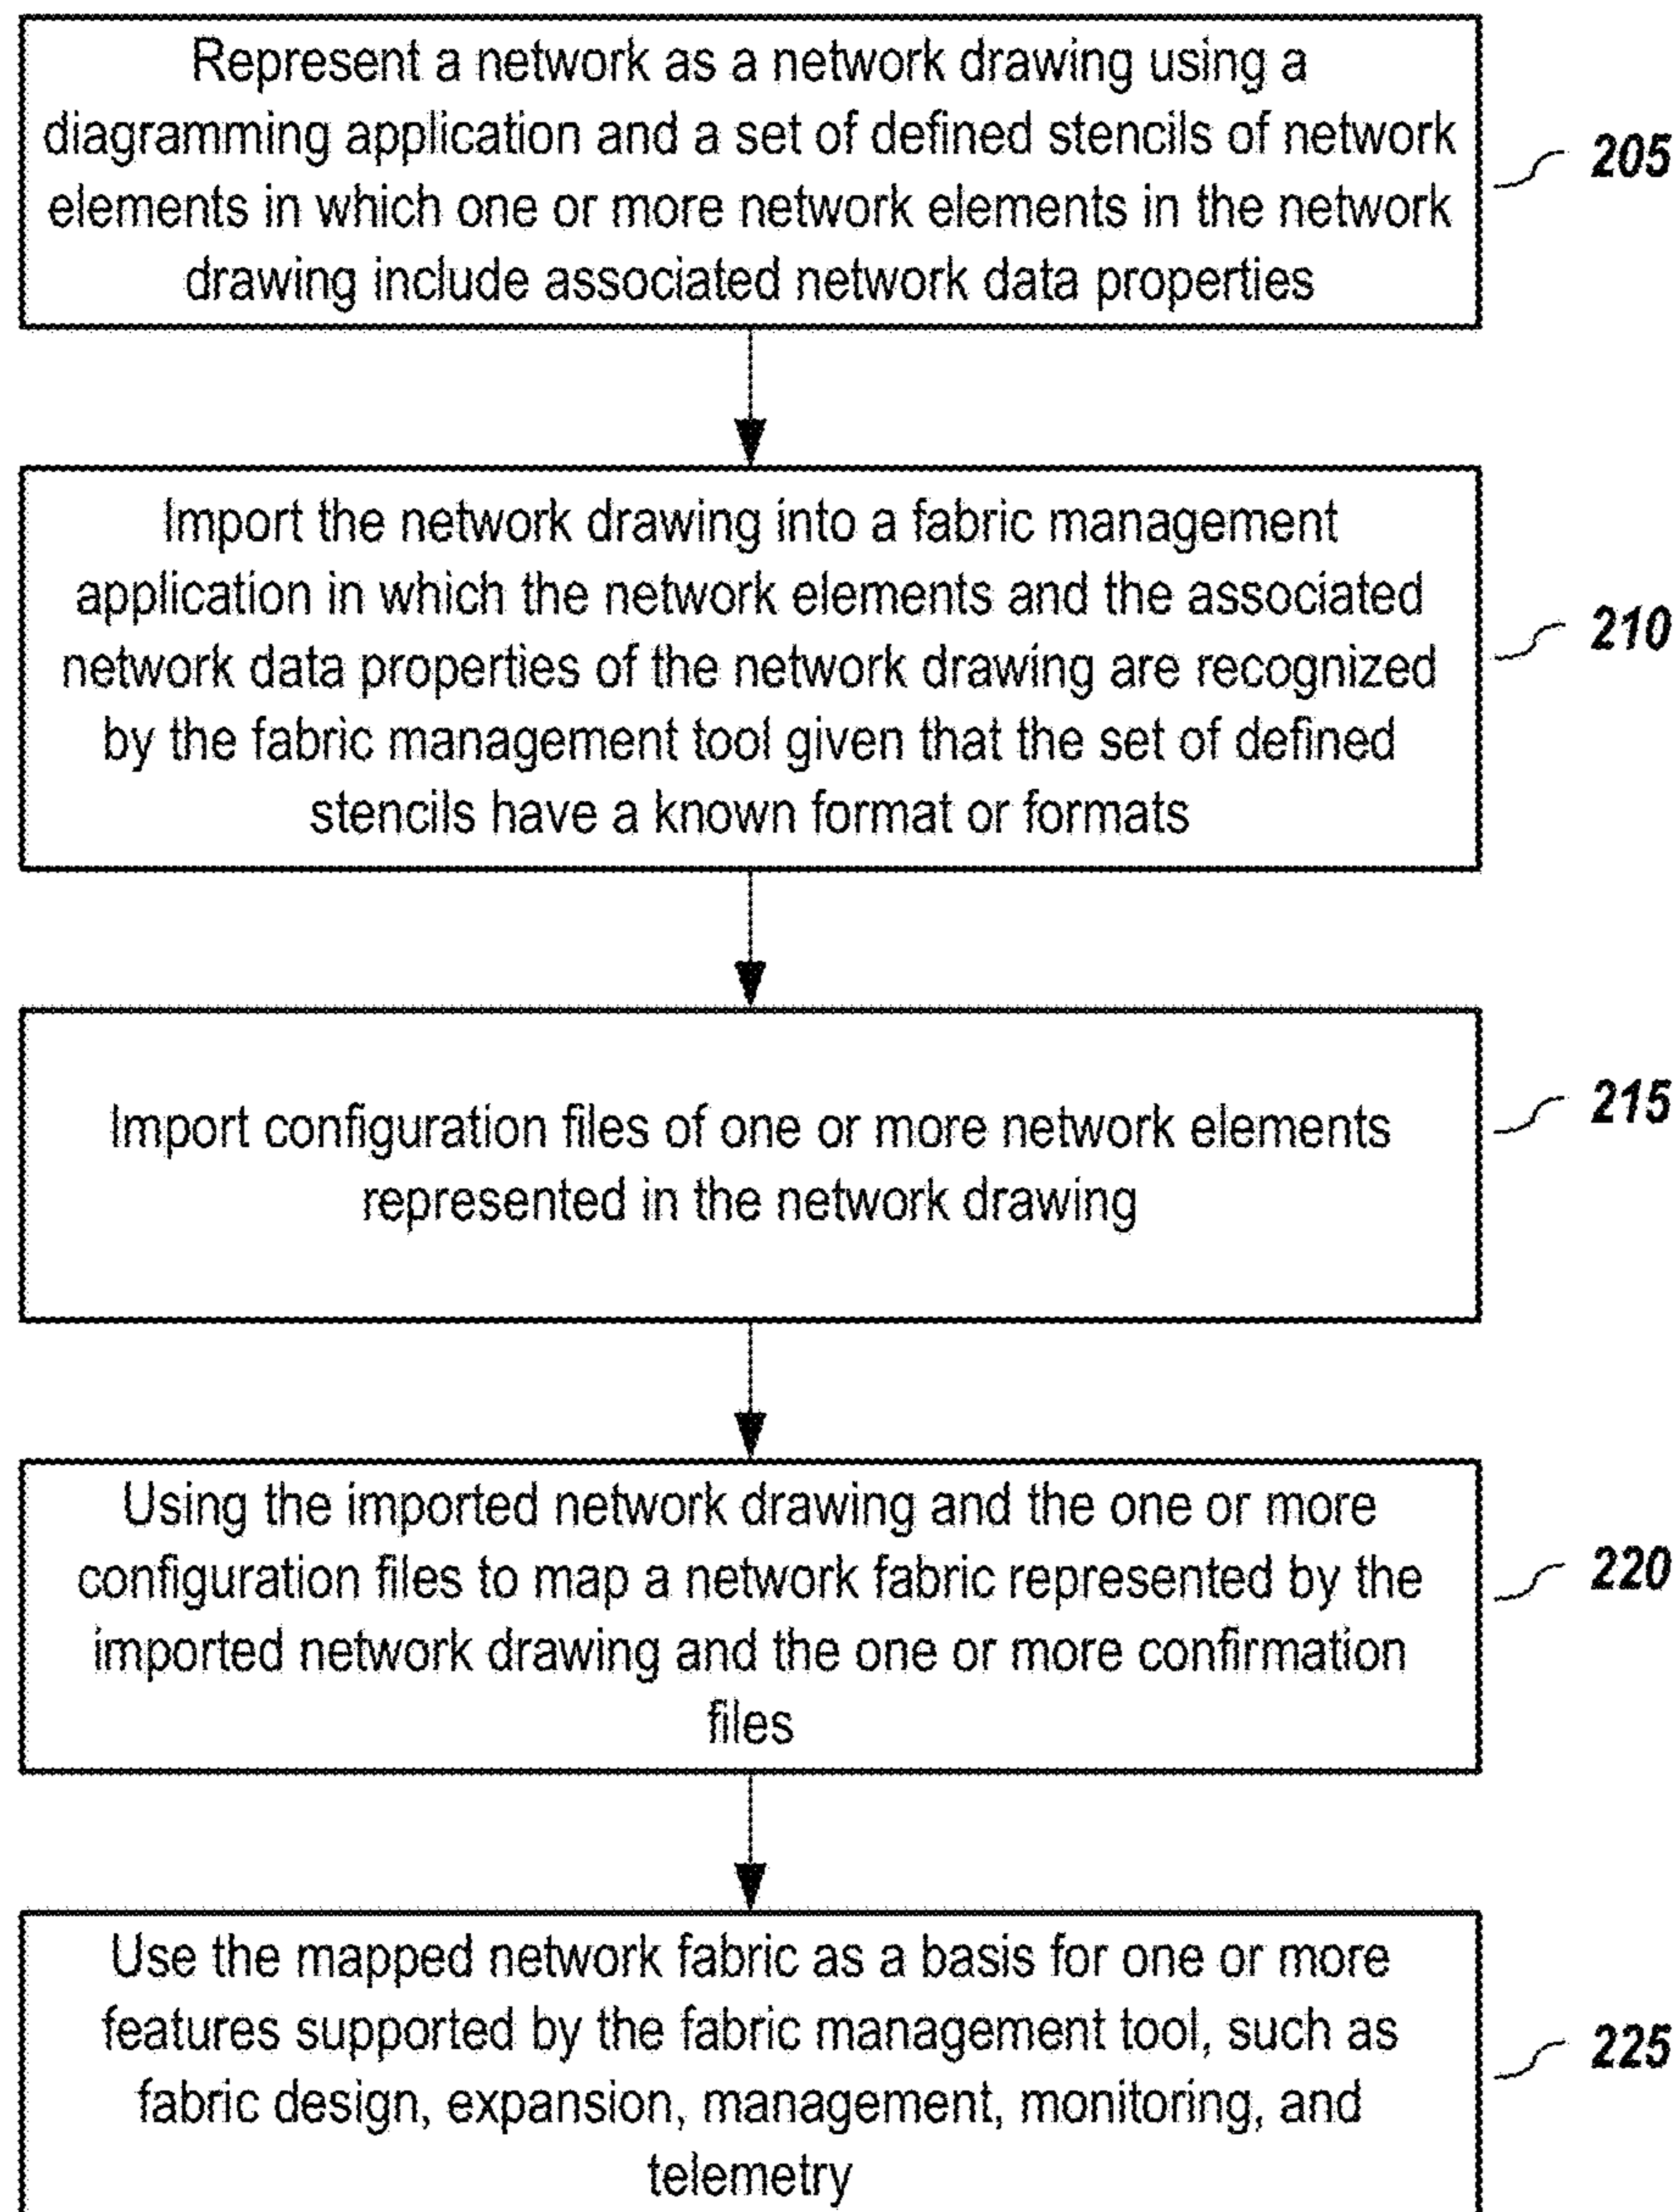 Represent a network as a network drawing using a
diagramming application and a set of defined stencils of network
elements in which one or more network elements in the network
drawing include associated network data properties
205
Import the network drawing into a fabric management
application in which the network elements and the associated
network data properties of the network drawing are recognized
by the fabric management tool given that the set of defined
stencils have a known format or formats
210
Import configuration files of one or more network elements
represented in the network drawing
215
Using the imported network drawing and the one or more
configuration files to map a network fabric represented by the
imported network drawing and the one or more confirmation
files
220
Use the mapped network fabric as a basis for one or more
features supported by the fabric management tool, such as
fabric design, expansion, management, monitoring, and
telemetry
225